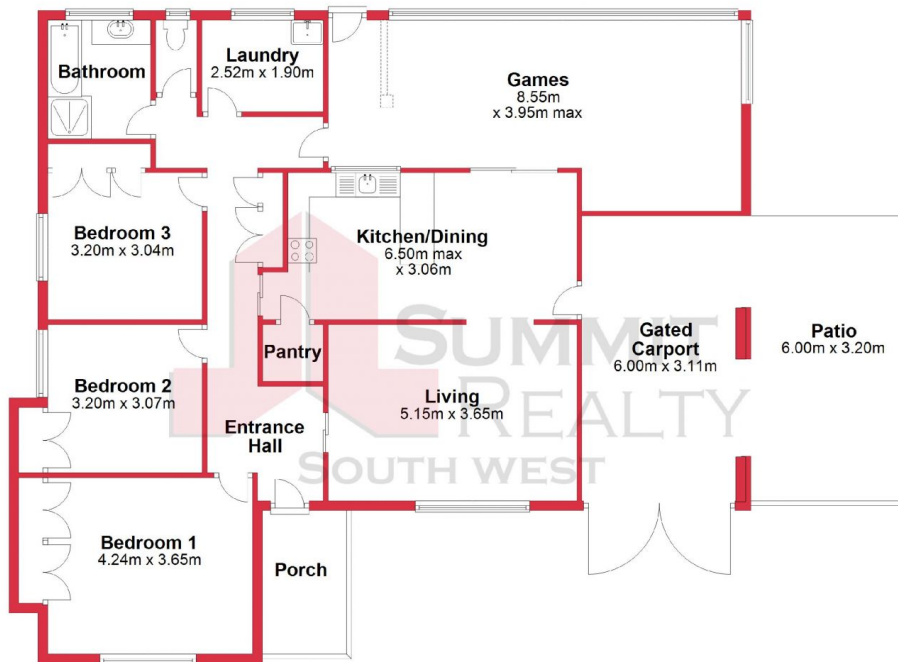 Bathroom
Laundry
2.52m x 1.90m
Games
8.55m
x 3.95m max
Bedroom 3
3.20m x 3.04m
Kitchen/Dining
6.50m max
x 3.06m
Pantry
Gated
Carport
6.00m x 3.11m
Patio
6.00m x 3.20m
Bedroom 2
3.20m x 3.07m
Living
5.15m x 3.65m
Entrance
Hall
SUMMIT
REALTY
SOUTH WEST
Bedroom 1
4.24m x 3.65m
Porch